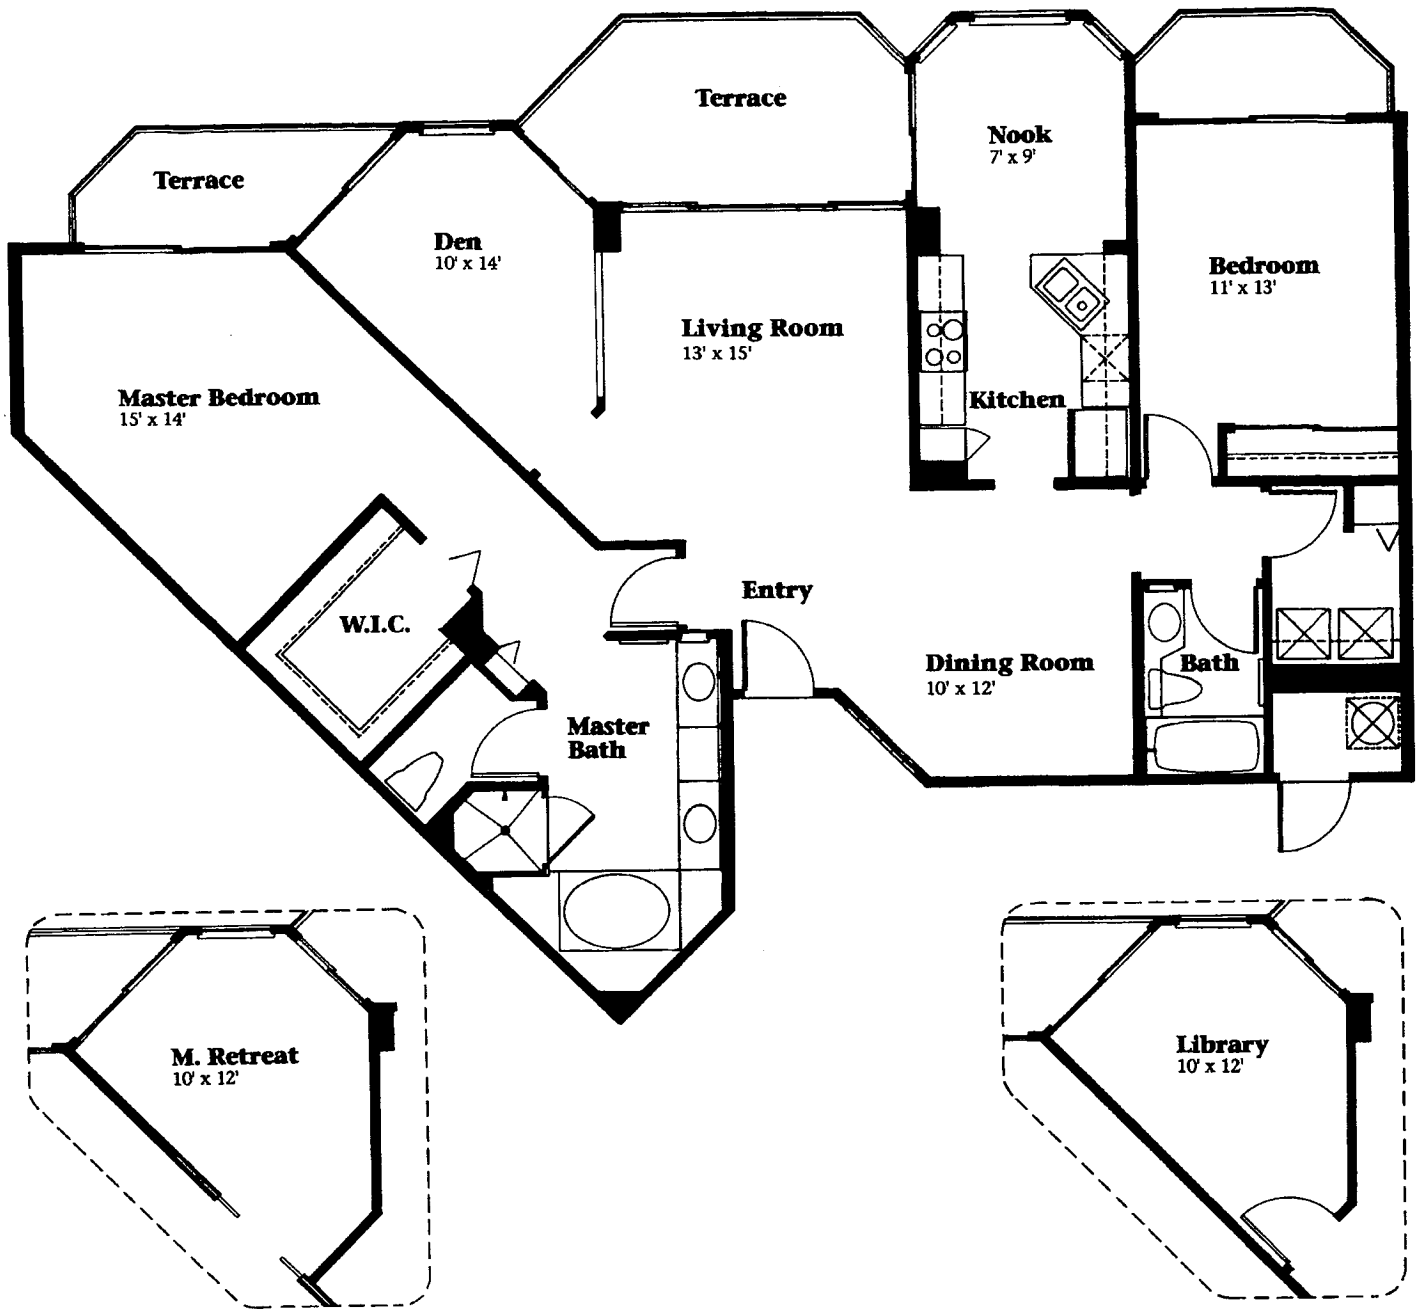 Terrace
Nook
7' x 9'
Terrace
Den
10' x 14'
Bedroom
11' x 13'
Living Room
13' x 15'
Master Bedroom
15' x 14'
Kitchen
Entry
W.I.C.
Dining Room
10' x 12'
Bath
Master
Bath
M. Retreat
10' x 12'
Library
10' x 12'